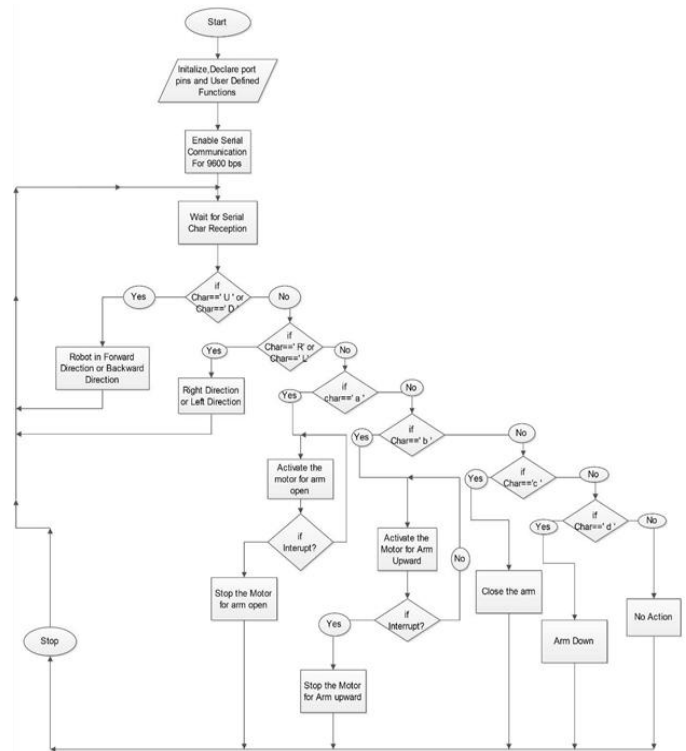 Start
Initalize,Declare port
pins and User Defined
Functions
Enable Serial
Communication
For 9600 bps
Wait for Serial
Char Reception
if
Char==' U ' or
Char==' D '
Yes
No
Robot in Forward
Direction or Backward
Direction
if
Char==' R' or
Char==' L'
Yes
No
Right Direction
or Left Direction
if
char==' a '
Yes
No
Activate the
motor for arm
open
if
Interupt?
Stop the Motor
for arm open
if
Char==' b '
Yes
No
Activate the
Motor for Arm
Upward
No
if
Interrupt?
Yes
Stop the Motor
for Arm upward
if
Char=='c '
Yes
No
Close the arm
if
Char==' d '
Yes
No
Arm Down
No Action
Stop